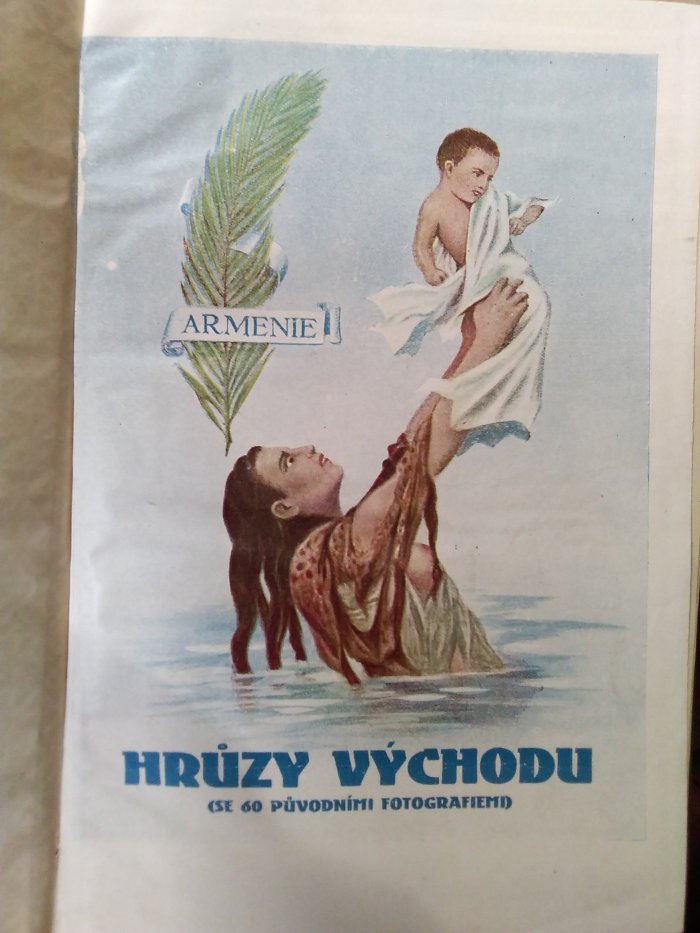 ARMENIE
HRŮZY VÝCHODU
(SE 60 PŮVODNÍMI FOTOGRAFIEMI)